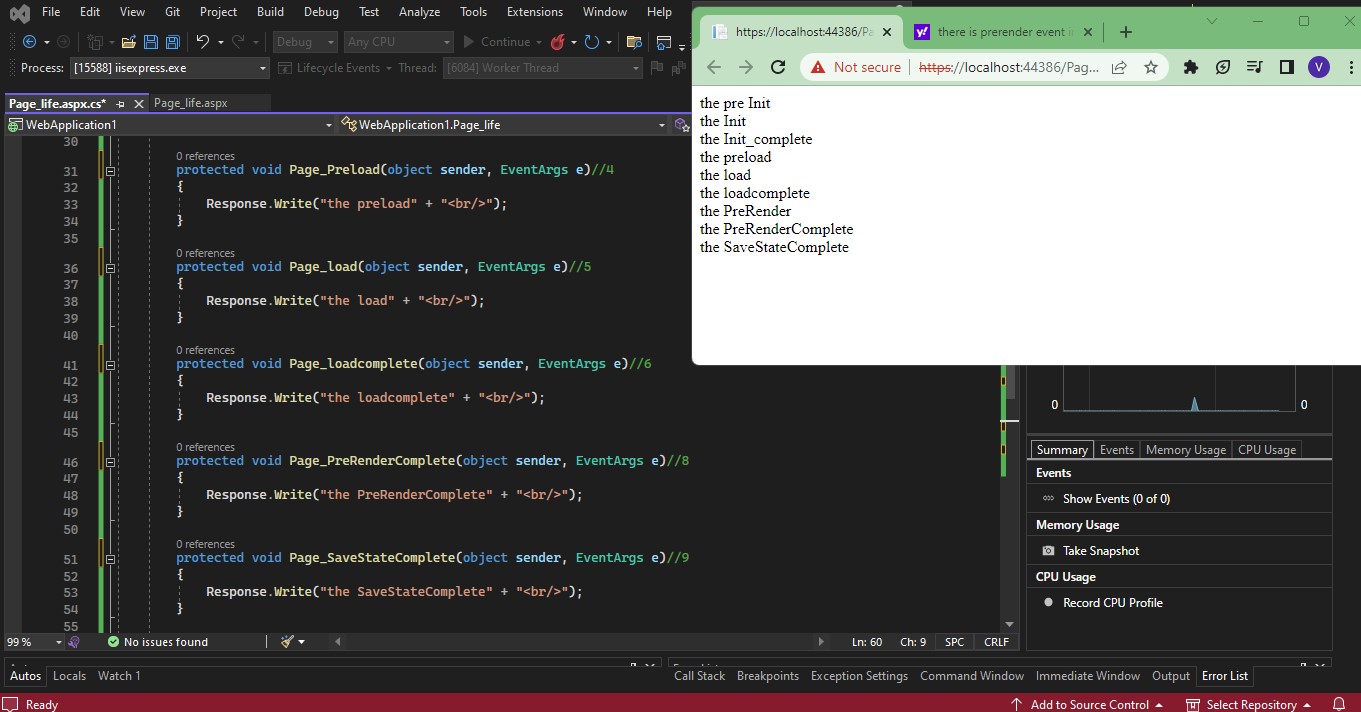 File Edit View Git Project Build Debug Test Analyze Tools Extensions Window Help
Debug Any CPU Continue
Process: [15588] iisexpress.exe Lifecycle Events Thread: [6084] Worker Thread
Page_life.aspx.cs* Page_life.aspx
WebApplication1 WebApplication1.Page_life
30
0 references
31 protected void Page_Preload(object sender, EventArgs e)//4
32 {
33 Response.Write("the preload" + "<br/>");
34 }
35
0 references
36 protected void Page_load(object sender, EventArgs e)//5
37 {
38 Response.Write("the load" + "<br/>");
39 }
40
0 references
41 protected void Page_loadcomplete(object sender, EventArgs e)//6
42 {
43 Response.Write("the loadcomplete" + "<br/>");
44 }
45
0 references
46 protected void Page_PreRenderComplete(object sender, EventArgs e)//8
47 {
48 Response.Write("the PreRenderComplete" + "<br/>");
49 }
50
0 references
51 protected void Page_SaveStateComplete(object sender, EventArgs e)//9
52 {
53 Response.Write("the SaveStateComplete" + "<br/>");
54 }
55
99 % No issues found Ln: 60 Ch: 9 SPC CRLF
https://localhost:44386/Pa y! there is prerender event i
Not secure https://localhost:44386/Pag... V
the pre Init
the Init
the Init_complete
the preload
the load
the loadcomplete
the PreRender
the PreRenderComplete
the SaveStateComplete
0 0
Summary Events Memory Usage CPU Usage
Events
Show Events (0 of 0)
Memory Usage
Take Snapshot
CPU Usage
Record CPU Profile
Autos Locals Watch 1
Call Stack Breakpoints Exception Settings Command Window Immediate Window Output Error List
Ready Add to Source Control Select Repository